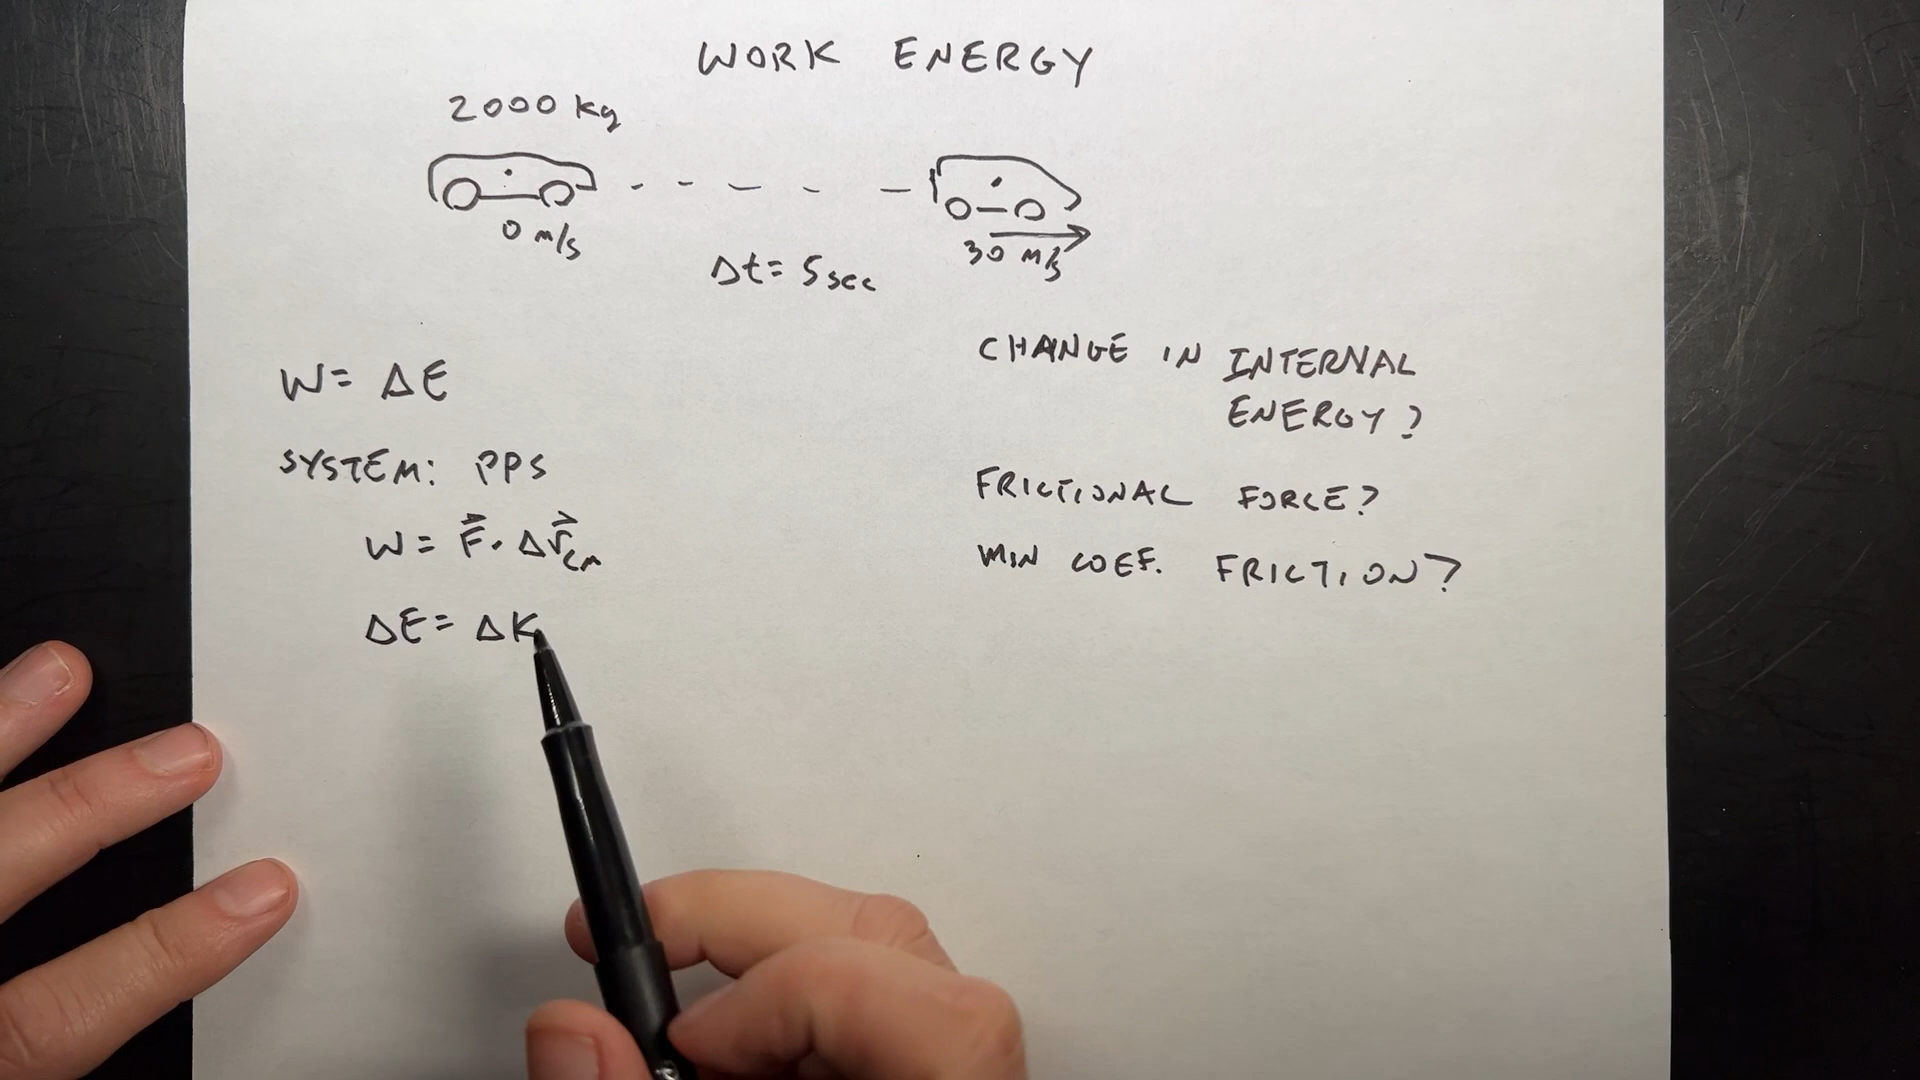 WORK ENERGY
2000 kg
0 m/s
30 m/s
Δt = 5 sec
W = ΔE
SYSTEM: PPS
W = F⃗ · Δr⃗cm
ΔE = ΔK
CHANGE IN INTERNAL
ENERGY?
FRICTIONAL FORCE?
MIN COEF. FRICTION?